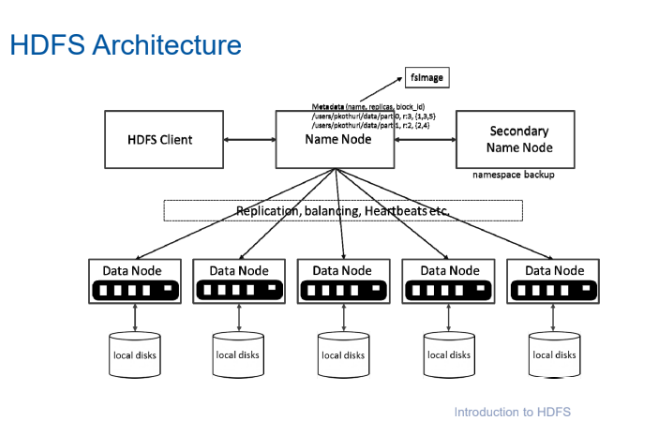 HDFS Architecture
fsImage
Metadata (name, replicas, block_id)
/users/pkothuri/data/part 0, r:3, {1,3,5}
/users/pkothuri/data/part 1, r:2, {2,4}
HDFS Client
Name Node
Secondary
Name Node
namespace backup
Replication, balancing, Heartbeats etc.
Data Node
Data Node
Data Node
Data Node
Data Node
local disks
local disks
local disks
local disks
local disks
Introduction to HDFS